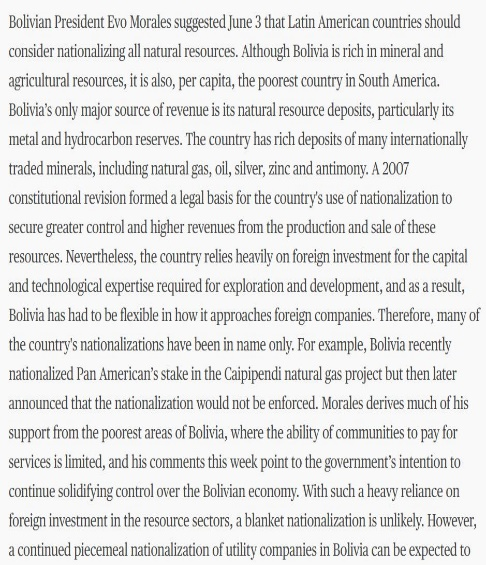 Bolivian President Evo Morales suggested June 3 that Latin American countries should
consider nationalizing all natural resources. Although Bolivia is rich in mineral and
agricultural resources, it is also, per capita, the poorest country in South America.
Bolivia’s only major source of revenue is its natural resource deposits, particularly its
metal and hydrocarbon reserves. The country has rich deposits of many internationally
traded minerals, including natural gas, oil, silver, zinc and antimony. A 2007
constitutional revision formed a legal basis for the country's use of nationalization to
secure greater control and higher revenues from the production and sale of these
resources. Nevertheless, the country relies heavily on foreign investment for the capital
and technological expertise required for exploration and development, and as a result,
Bolivia has had to be flexible in how it approaches foreign companies. Therefore, many of
the country's nationalizations have been in name only. For example, Bolivia recently
nationalized Pan American’s stake in the Caipipendi natural gas project but then later
announced that the nationalization would not be enforced. Morales derives much of his
support from the poorest areas of Bolivia, where the ability of communities to pay for
services is limited, and his comments this week point to the government’s intention to
continue solidifying control over the Bolivian economy. With such a heavy reliance on
foreign investment in the resource sectors, a blanket nationalization is unlikely. However,
a continued piecemeal nationalization of utility companies in Bolivia can be expected to